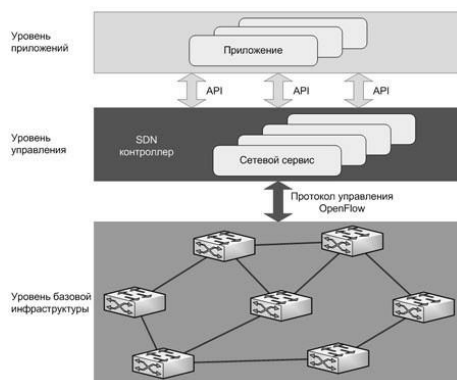 Уровень
приложений
Приложение
API
API
API
Уровень
управления
SDN
контроллер
Сетевой сервис
Протокол управления
OpenFlow
Уровень базовой
инфраструктуры